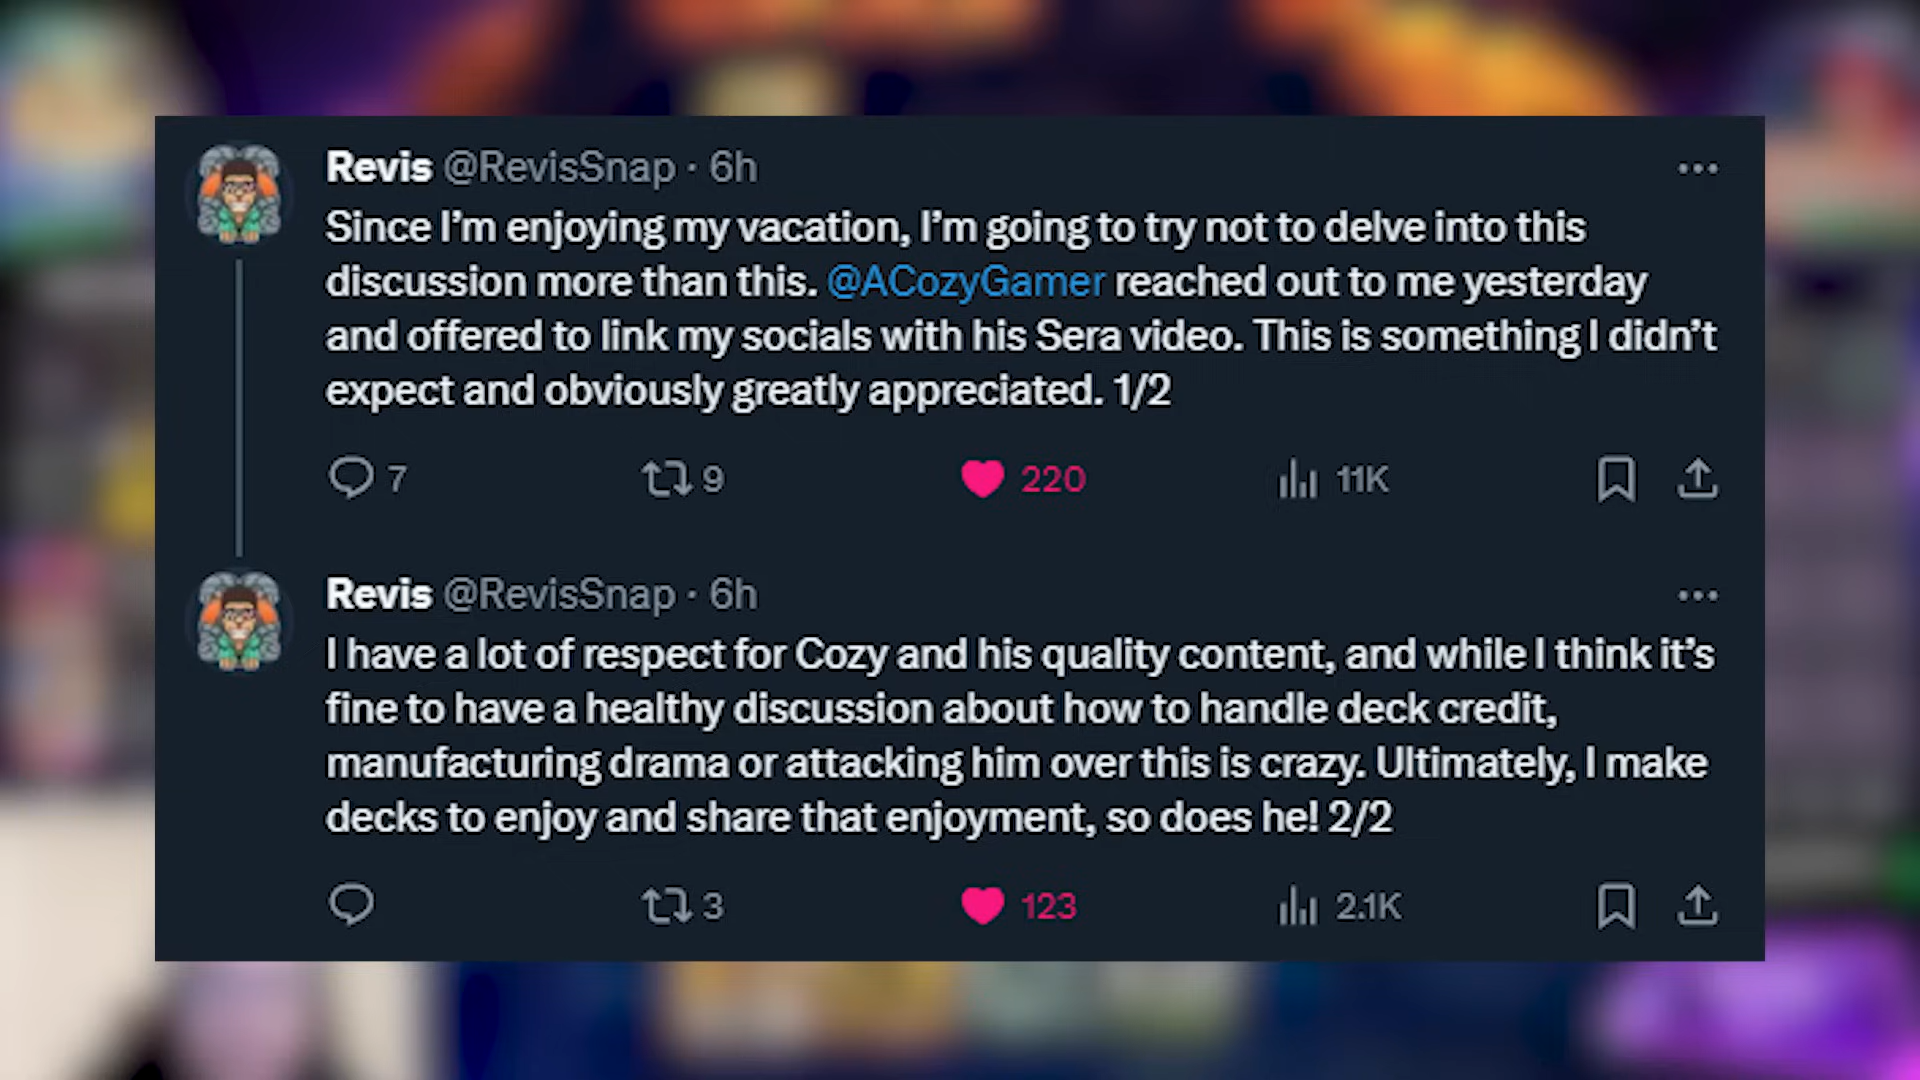 Revis @RevisSnap · 6h
Since I’m enjoying my vacation, I’m going to try not to delve into this
discussion more than this. @ACozyGamer reached out to me yesterday
and offered to link my socials with his Sera video. This is something I didn’t
expect and obviously greatly appreciated. 1/2
7 9 220 11K
Revis @RevisSnap · 6h
I have a lot of respect for Cozy and his quality content, and while I think it’s
fine to have a healthy discussion about how to handle deck credit,
manufacturing drama or attacking him over this is crazy. Ultimately, I make
decks to enjoy and share that enjoyment, so does he! 2/2
3 123 2.1K